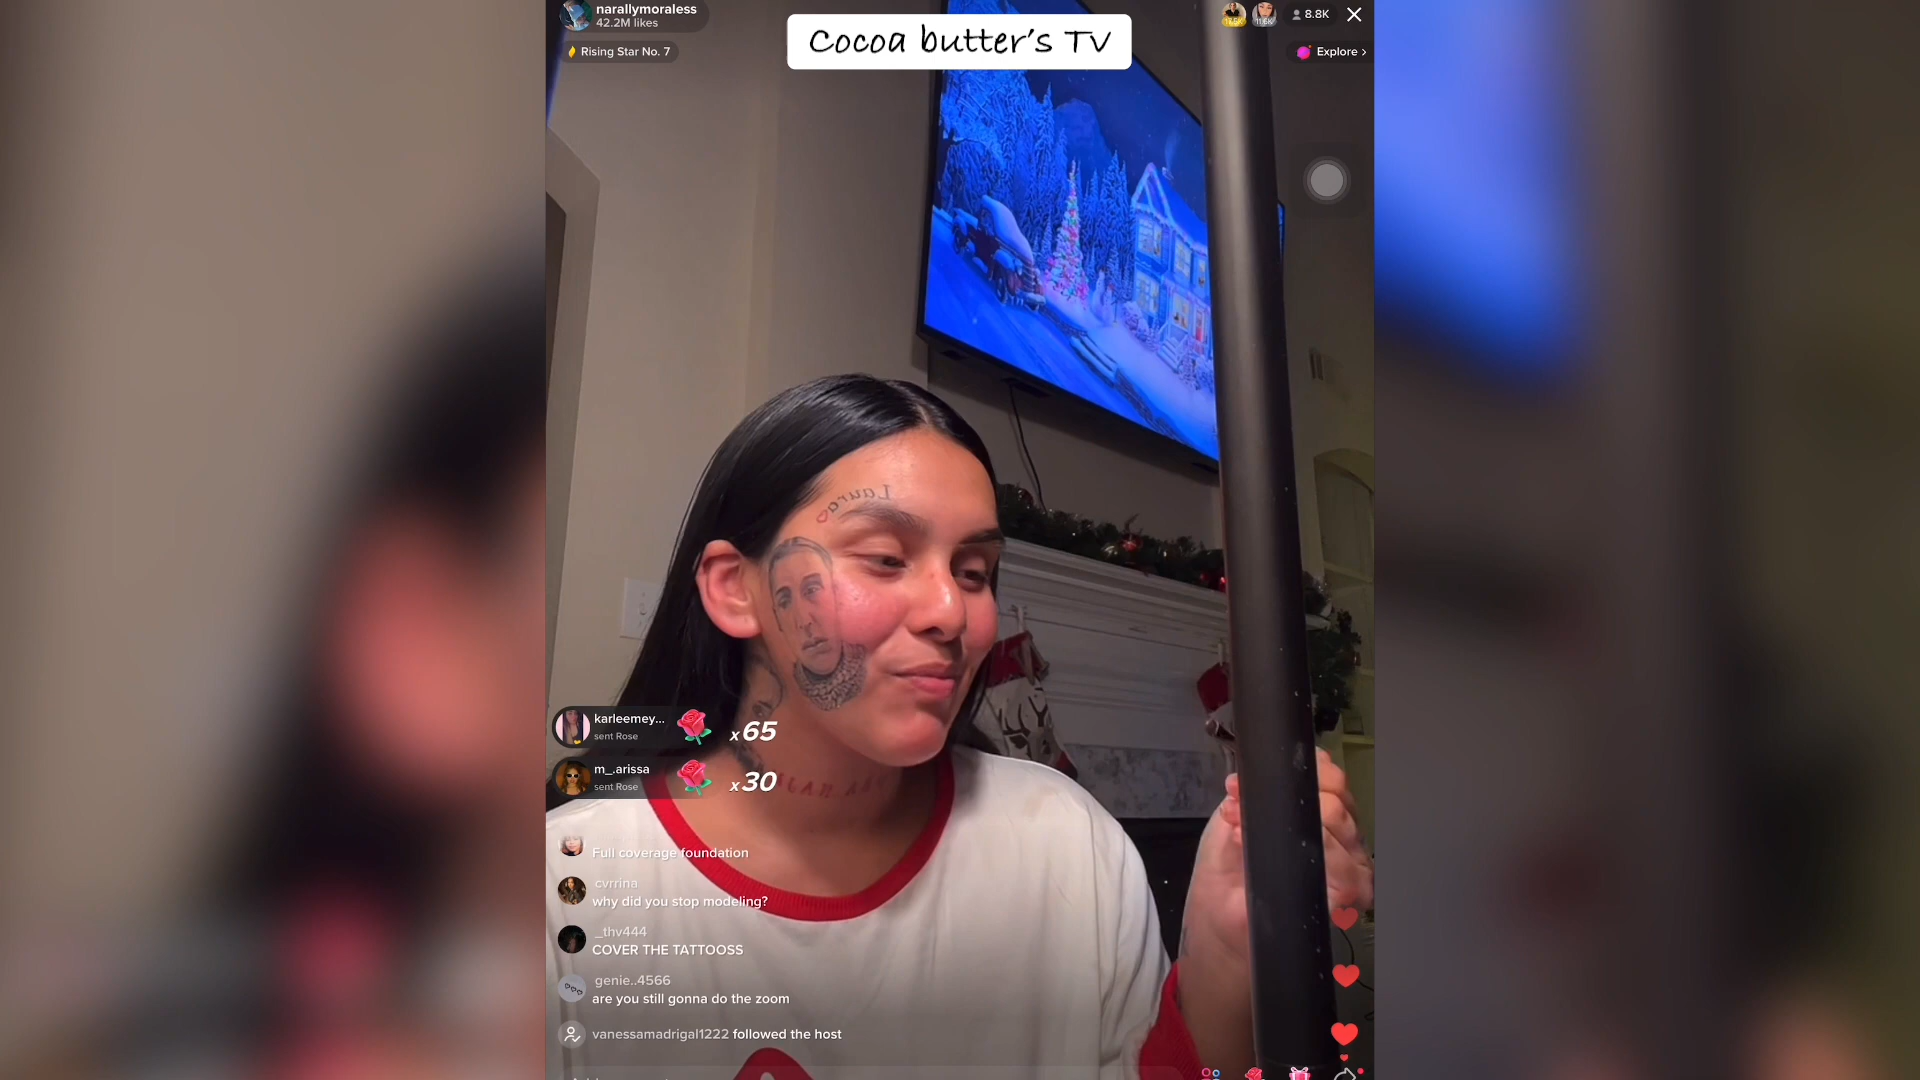 narallymoraless
42.2M likes
Cocoa butter's TV
8.8K
Rising Star No. 7
Explore >
Laura
karleemey...
sent Rose
x65
m_.arissa
sent Rose
x30
Full coverage foundation
cvrrina
why did you stop modeling?
_thv444
COVER THE TATTOOSS
genie..4566
are you still gonna do the zoom
vanessamadrigal1222 followed the host